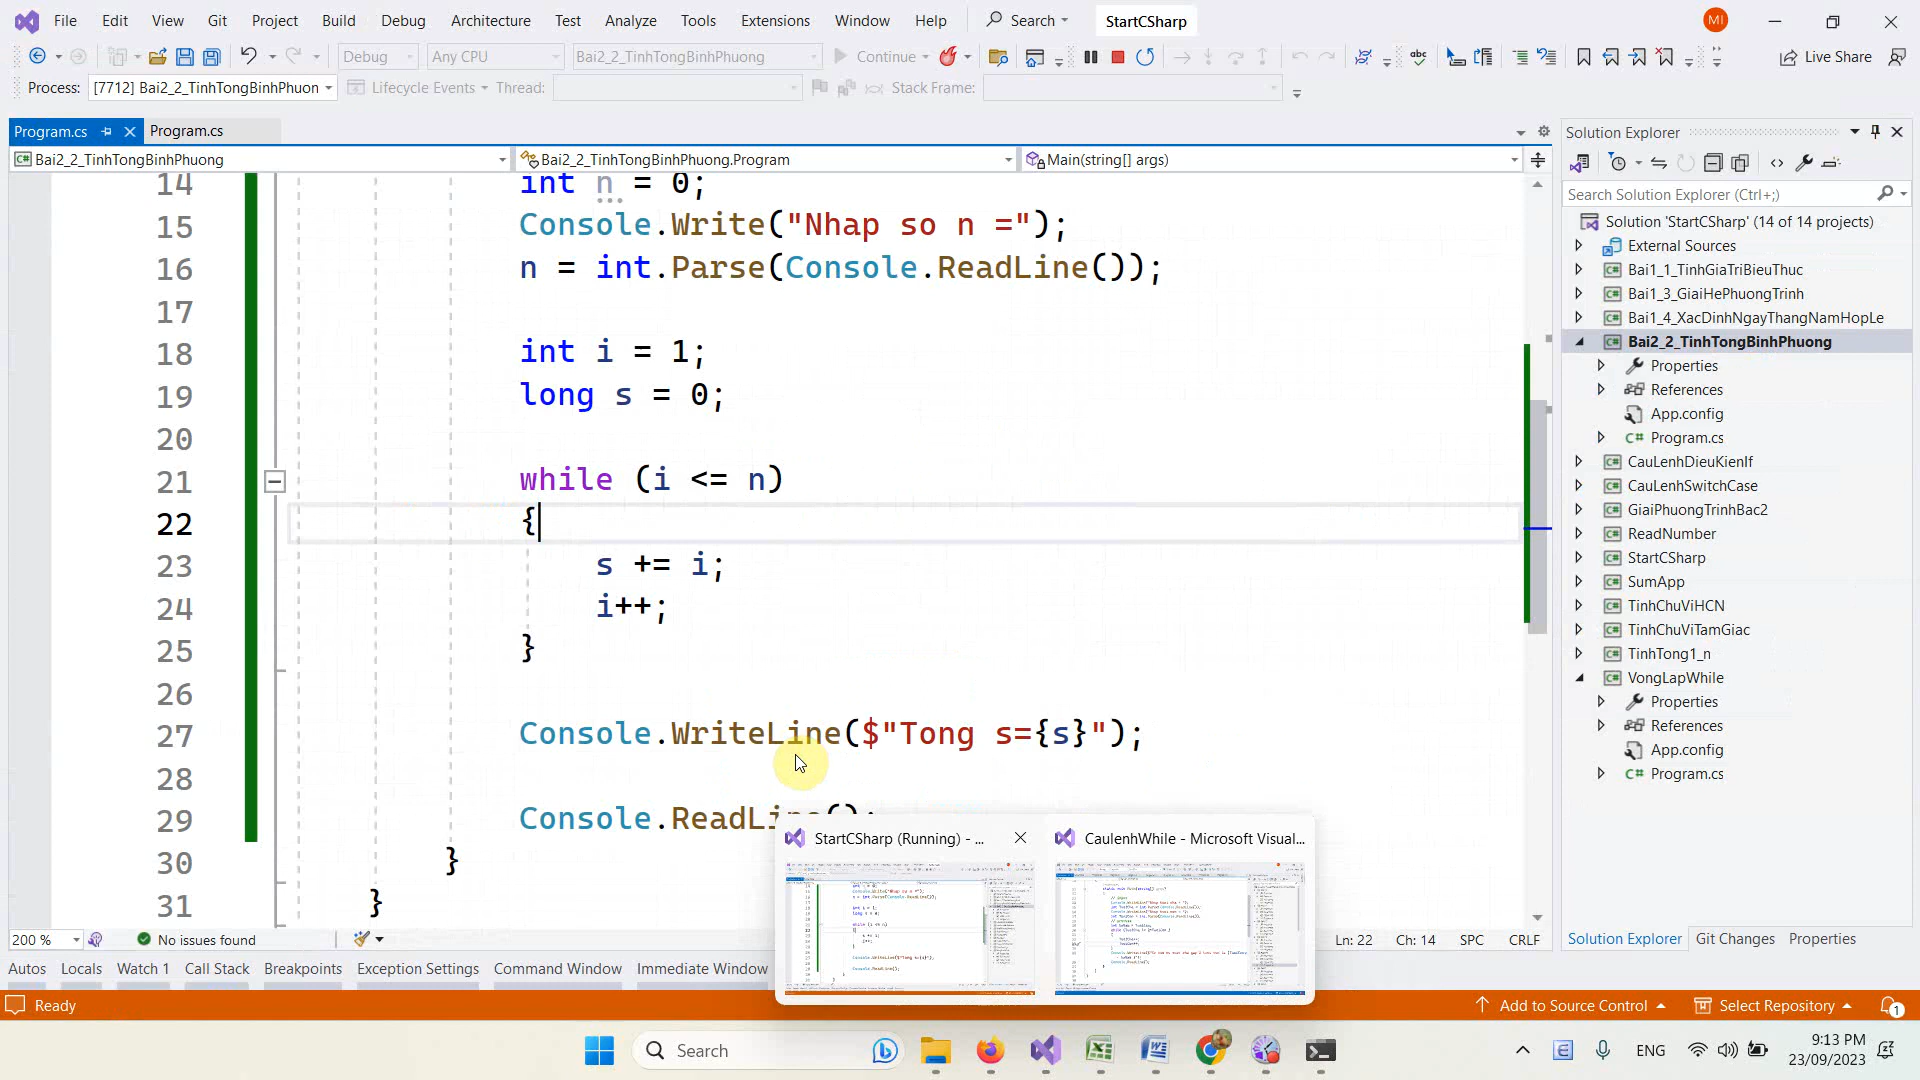 File Edit View Git Project Build Debug Architecture Test Analyze Tools Extensions Window Help Search StartCSharp MI
Debug Any CPU Bai2_2_TinhTongBinhPhuong Continue Live Share
Process: [7712] Bai2_2_TinhTongBinhPhuon Lifecycle Events Thread: Stack Frame:
Program.cs Program.cs
Bai2_2_TinhTongBinhPhuong Bai2_2_TinhTongBinhPhuong.Program Main(string[] args)
14 int n = 0;
15 Console.Write("Nhap so n =");
16 n = int.Parse(Console.ReadLine());
17
18 int i = 1;
19 long s = 0;
20
21 while (i <= n)
22 {
23 s += i;
24 i++;
25 }
26
27 Console.WriteLine($"Tong s={s}");
28
29 Console.ReadLine();
30 }
31 }
200 % No issues found Ln: 22 Ch: 14 SPC CRLF
Autos Locals Watch 1 Call Stack Breakpoints Exception Settings Command Window Immediate Window
StartCSharp (Running) - ...
CaulenhWhile - Microsoft Visual...
Solution Explorer
Search Solution Explorer (Ctrl+;)
Solution 'StartCSharp' (14 of 14 projects)
External Sources
Bai1_1_TinhGiaTriBieuThuc
Bai1_3_GiaiHePhuongTrinh
Bai1_4_XacDinhNgayThangNamHopLe
Bai2_2_TinhTongBinhPhuong
Properties
References
App.config
Program.cs
CauLenhDieuKienIf
CauLenhSwitchCase
GiaiPhuongTrinhBac2
ReadNumber
StartCSharp
SumApp
TinhChuViHCN
TinhChuViTamGiac
TinhTong1_n
VongLapWhile
Properties
References
App.config
Program.cs
Solution Explorer Git Changes Properties
Ready Add to Source Control Select Repository 1
Search ENG 9:13 PM
23/09/2023